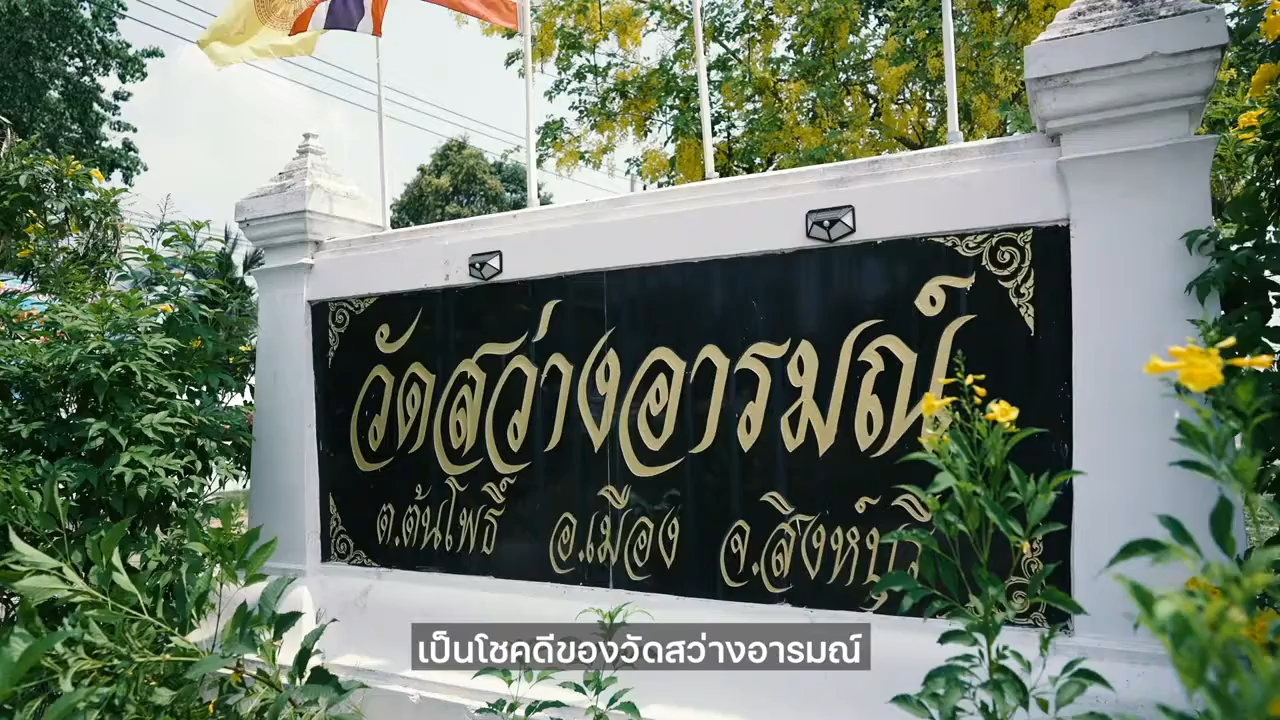 วัดสว่างอารมณ์
ต.ต้นโพธิ์ อ.เมือง จ.สิงห์บุรี
เป็นโชคดีของวัดสว่างอารมณ์